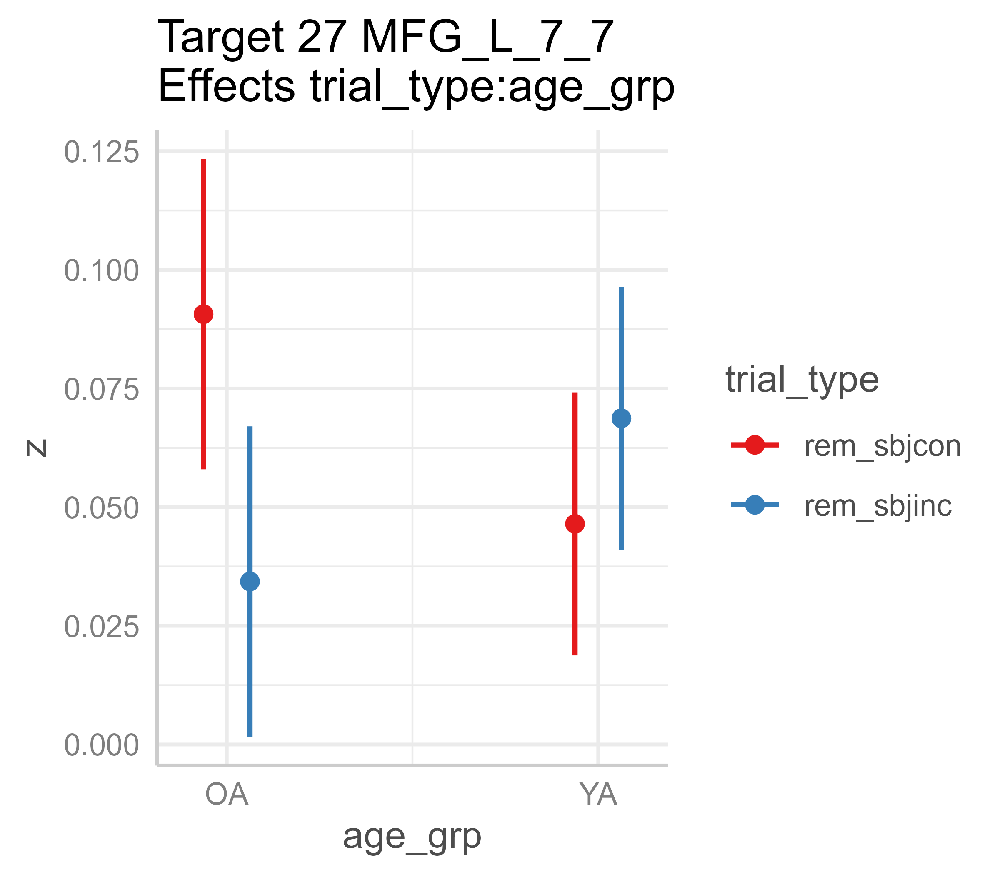 Target 27 MFG_L_7_7
Effects trial_type:age_grp
0.125
0.100
0.075
0.050
0.025
0.000
z
OA
YA
age_grp
trial_type
rem_sbjcon
rem_sbjinc